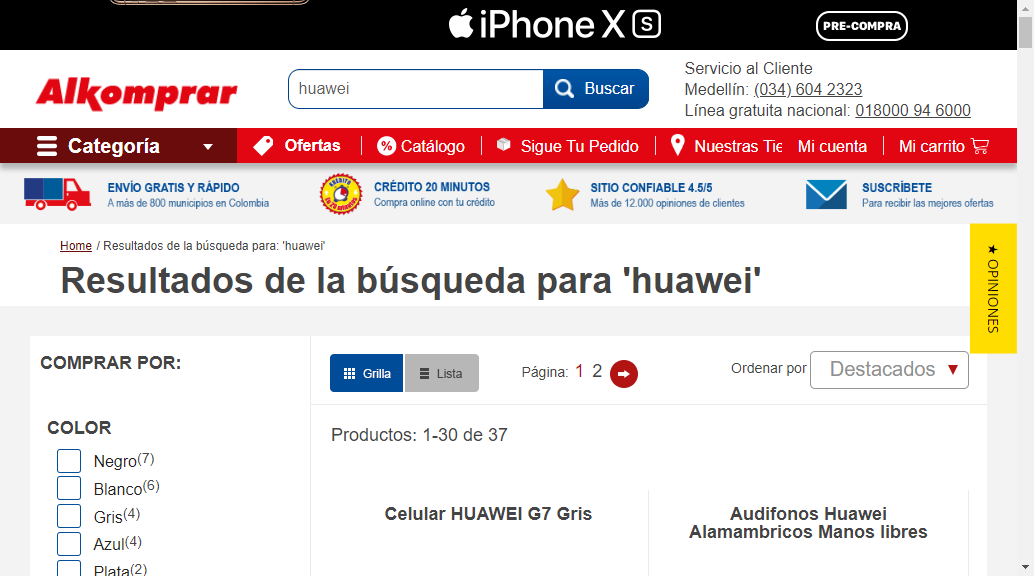 iPhone X S
PRE-COMPRA
Alkomprar
huawei
Buscar
Servicio al Cliente
Medellín: (034) 604 2323
Línea gratuita nacional: 018000 94 6000
Categoría
Ofertas
% Catálogo
Sigue Tu Pedido
Nuestras Tie
Mi cuenta
Mi carrito
ENVÍO GRATIS Y RÁPIDO
A más de 800 municipios en Colombia
CRÉDITO 20 MINUTOS
Compra online con tu crédito
SITIO CONFIABLE 4.5/5
Más de 12.000 opiniones de clientes
SUSCRÍBETE
Para recibir las mejores ofertas
Home / Resultados de la búsqueda para: 'huawei'
Resultados de la búsqueda para 'huawei'
★ OPINIONES
COMPRAR POR:
Grilla
Lista
Página: 1 2
Ordenar por
Destacados
COLOR
Productos: 1-30 de 37
Negro(7)
Blanco(6)
Gris(4)
Azul(4)
Plata(2)
Celular HUAWEI G7 Gris
Audifonos Huawei
Alamambricos Manos libres